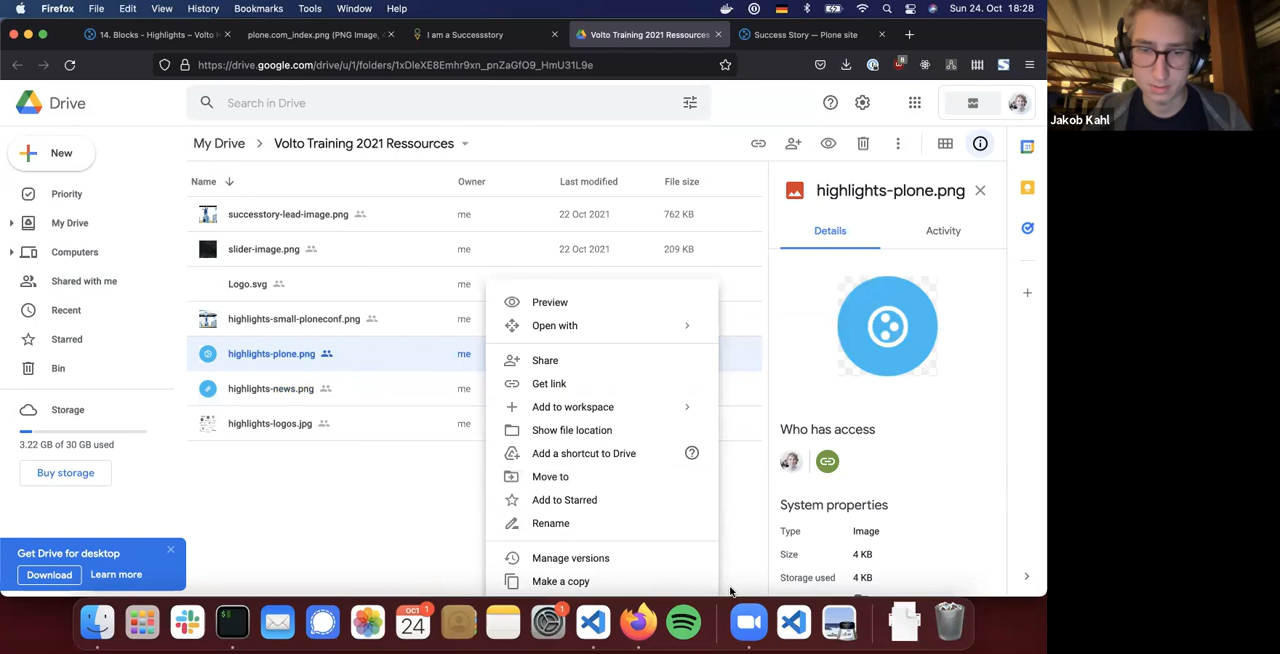 Firefox File Edit View History Bookmarks Tools Window Help Sun 24. Oct 18:28
14. Blocks - Highlights – Volto H
plone.com_index.png (PNG Image,
I am a Successstory
Volto Training 2021 Ressources
Success Story — Plone site
https://drive.google.com/drive/u/1/folders/1xDleXE8Emhr9xn_pnZaGfO9_HmU31L9e
Jakob Kahl
Drive
Search in Drive
New
My Drive > Volto Training 2021 Ressources
Priority
My Drive
Computers
Shared with me
Recent
Starred
Bin
Storage
3.22 GB of 30 GB used
Buy storage
Get Drive for desktop
Download Learn more
Name Owner Last modified File size
successtory-lead-image.png me 22 Oct 2021 762 KB
slider-image.png me 22 Oct 2021 209 KB
Logo.svg me
highlights-small-ploneconf.png me
highlights-plone.png me
highlights-news.png me
highlights-logos.jpg me
Preview
Open with
Share
Get link
Add to workspace
Show file location
Add a shortcut to Drive
Move to
Add to Starred
Rename
Manage versions
Make a copy
highlights-plone.png
Details Activity
Who has access
System properties
Type Image
Size 4 KB
Storage used 4 KB
OCT 1
24
1